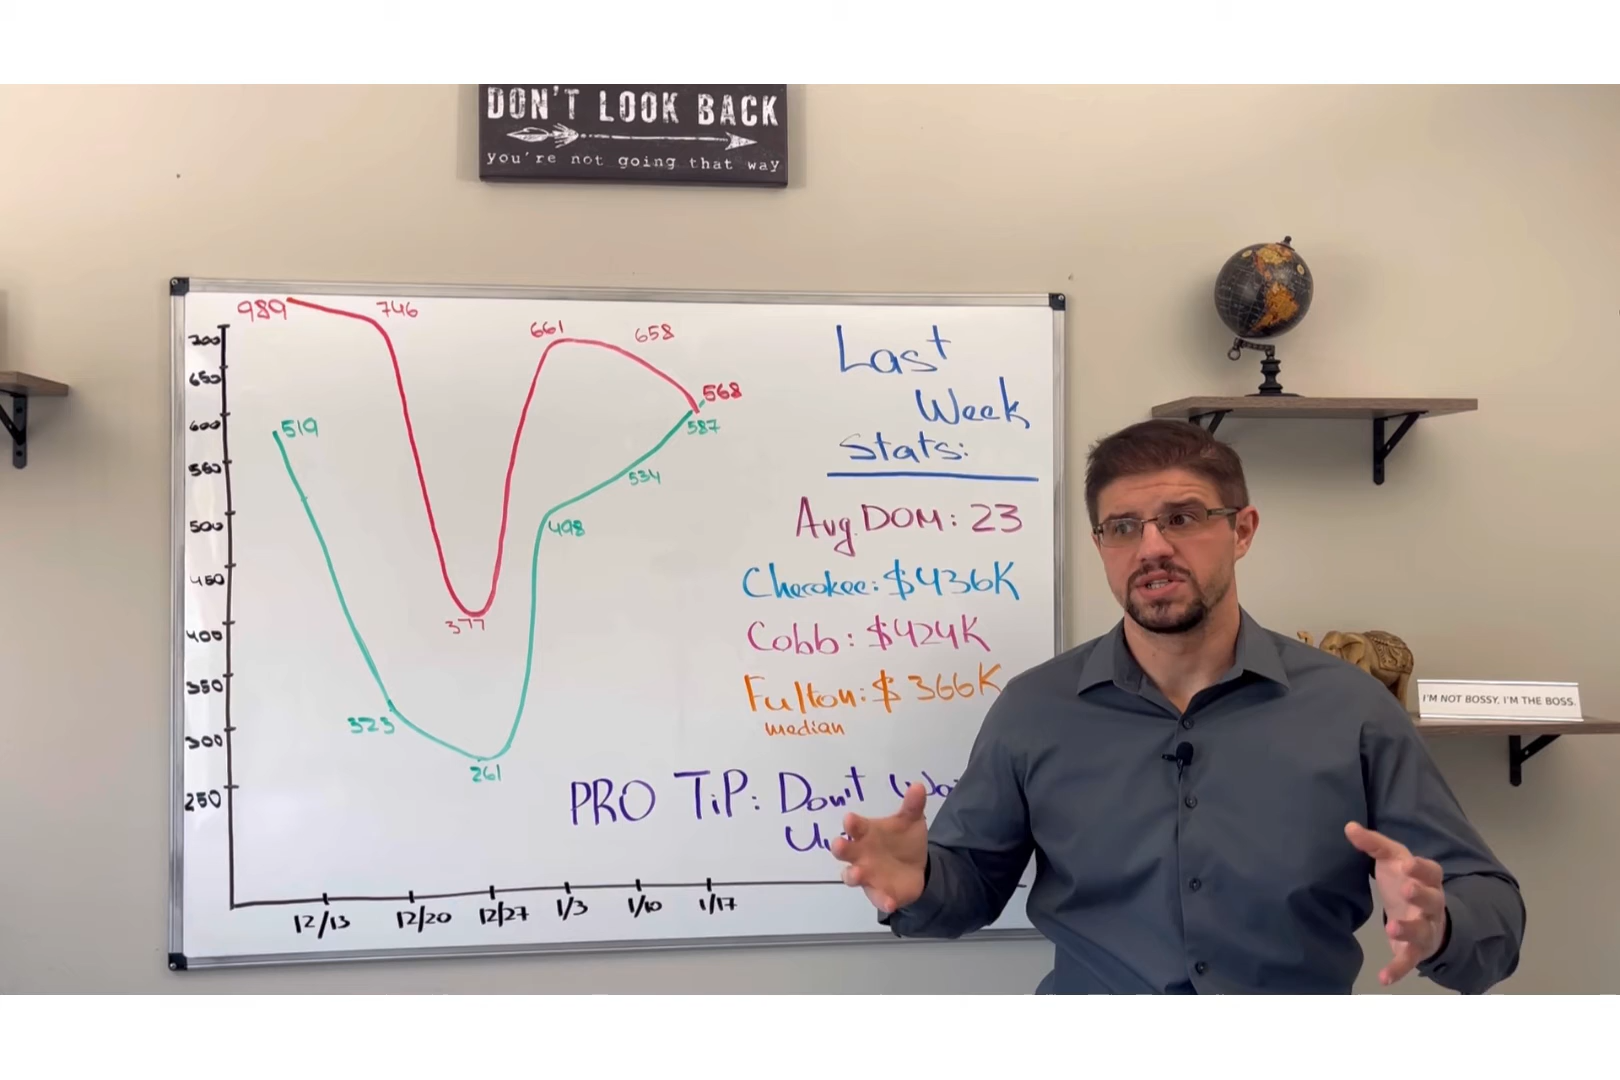 DON'T LOOK BACK
you're not going that way
989
746
661
658
568
587
519
534
498
377
323
261
700
650
600
560
500
450
400
350
300
250
12/13 12/20 12/27 1/3 1/10 1/17
Last
Week
Stats:
Avg. DOM: 23
Cherokee: $436K
Cobb: $424K
Fulton: $366K
median
PRO TiP: Don't
I'M NOT BOSSY, I'M THE BOSS.